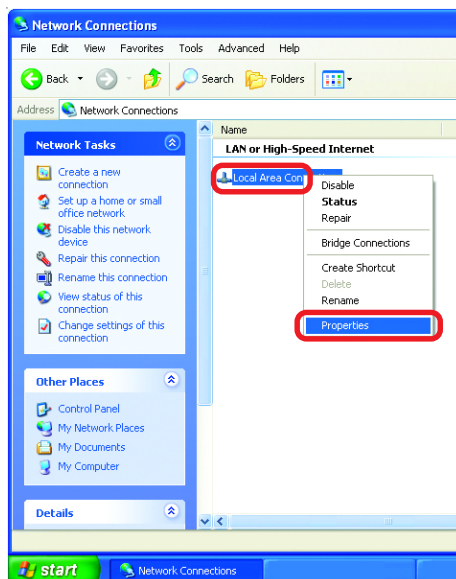 Network Connections
File Edit View Favorites Tools Advanced Help
Back Search Folders
Address Network Connections
Network Tasks
Create a new
connection
Set up a home or small
office network
Disable this network
device
Repair this connection
Rename this connection
View status of this
connection
Change settings of this
connection
Other Places
Control Panel
My Network Places
My Documents
My Computer
Details
Name
LAN or High-Speed Internet
Local Area Con
Disable
Status
Repair
Bridge Connections
Create Shortcut
Delete
Rename
Properties
start Network Connections